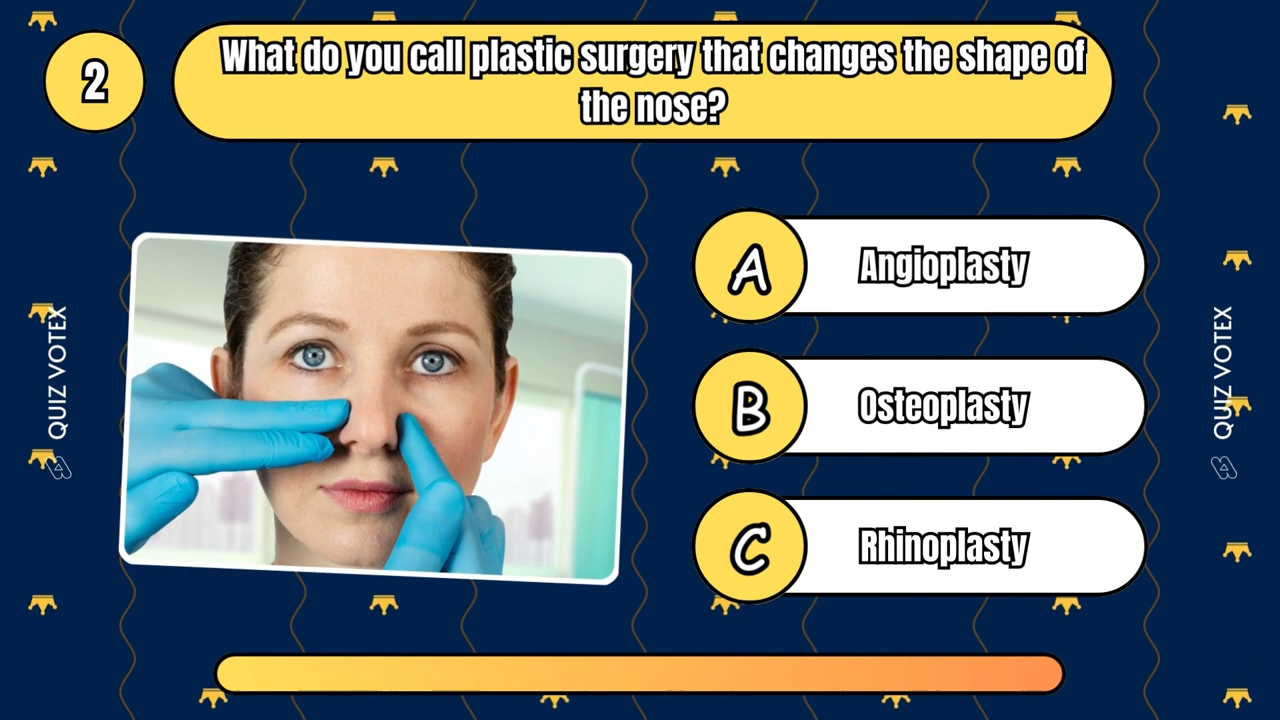 2
What do you call plastic surgery that changes the shape of
the nose?
A
Angioplasty
B
Osteoplasty
C
Rhinoplasty
QUIZ VOTEX
QUIZ VOTEX